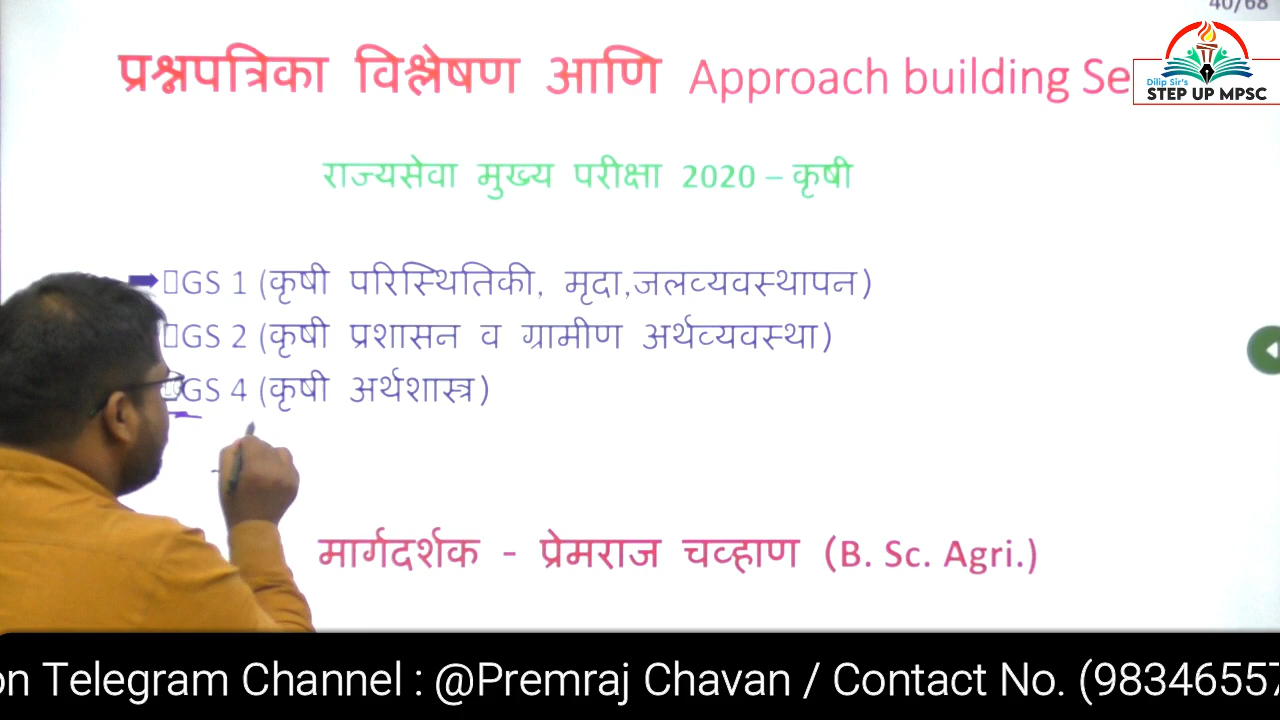 40/68
प्रश्नपत्रिका विश्लेषण आणि Approach building Se
Dilip Sir's
STEP UP MPSC
राज्यसेवा मुख्य परीक्षा 2020 – कृषी
GS 1 (कृषी परिस्थितिकी, मृदा,जलव्यवस्थापन)
GS 2 (कृषी प्रशासन व ग्रामीण अर्थव्यवस्था)
GS 4 (कृषी अर्थशास्त्र)
मार्गदर्शक - प्रेमराज चव्हाण (B. Sc. Agri.)
on Telegram Channel : @Premraj Chavan / Contact No. (98346557